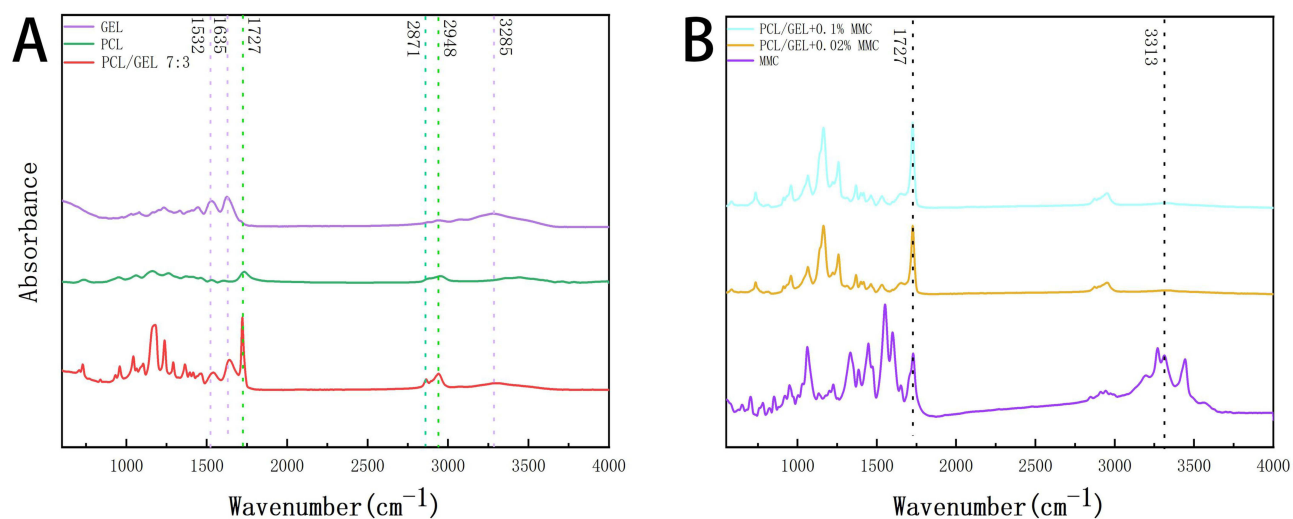 A
GEL
PCL
PCL/GEL 7:3
1532
1635
1727
2871
2948
3285
Absorbance
1000
1500
2000
2500
3000
3500
4000
Wavenumber(cm⁻¹)
B
PCL/GEL+0.1% MMC
PCL/GEL+0.02% MMC
MMC
1727
3313
1000
1500
2000
2500
3000
3500
4000
Wavenumber(cm⁻¹)